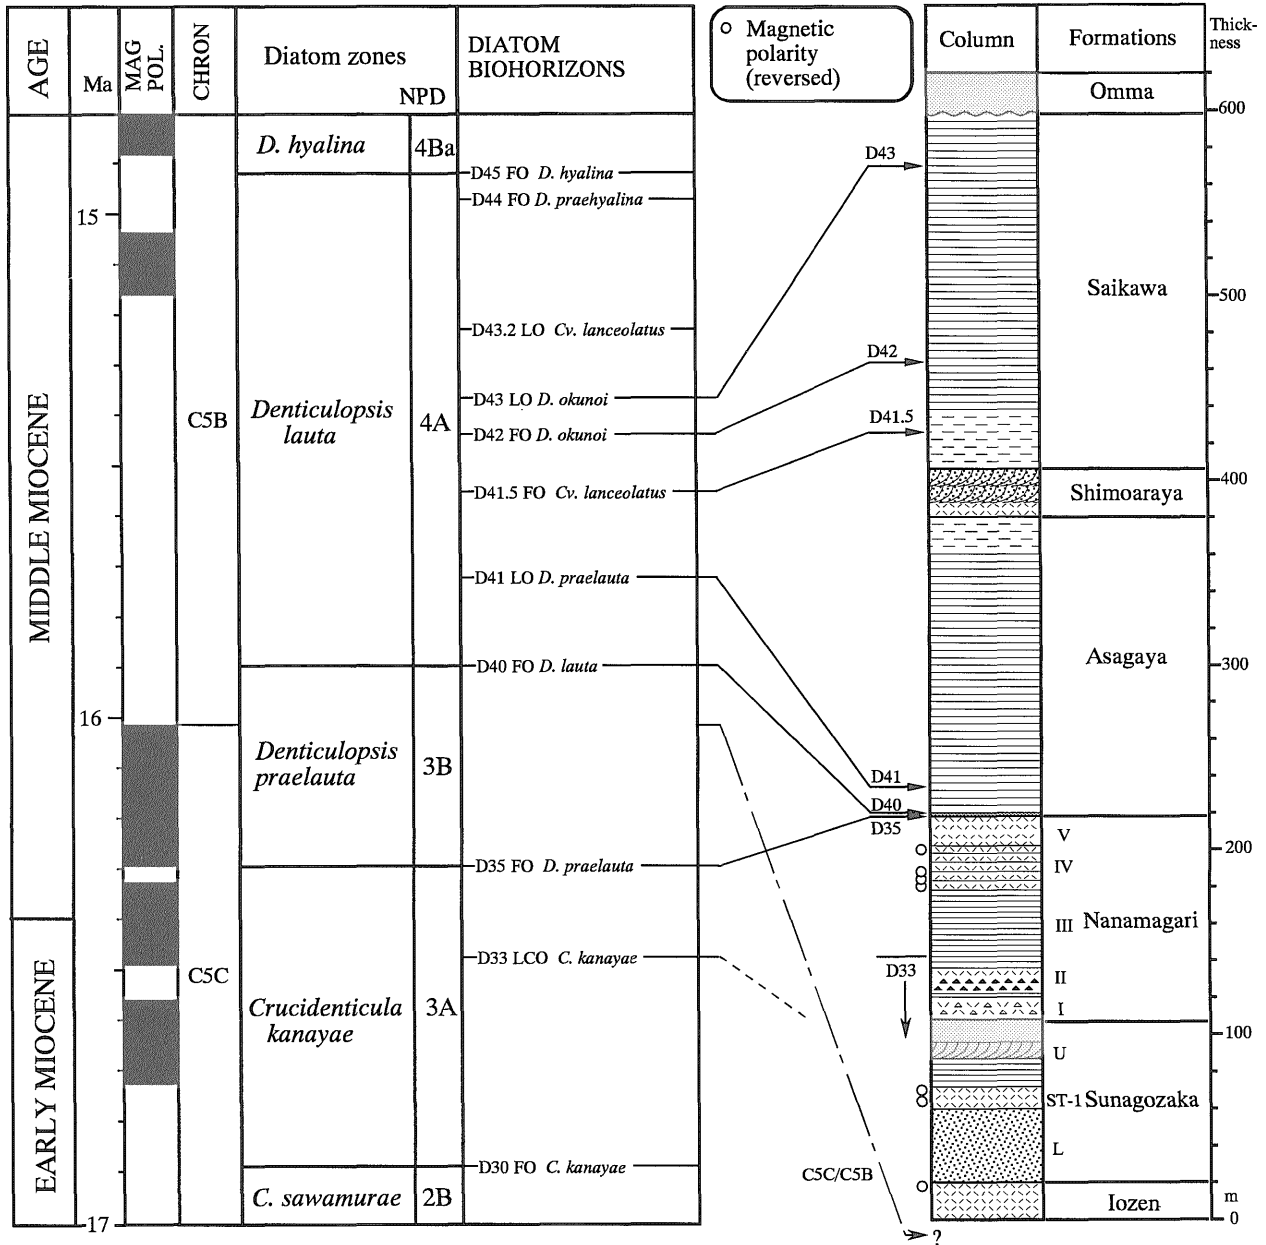 AGE
Ma
MAG
POL.
CHRON
Diatom zones
NPD
DIATOM
BIOHORIZONS
Magnetic
polarity
(reversed)
Column
Formations
Thick-
ness
MIDDLE MIOCENE
EARLY MIOCENE
15
16
17
C5B
C5C
D. hyalina
4Ba
Denticulopsis
lauta
4A
Denticulopsis
praelauta
3B
Crucidenticula
kanayae
3A
C. sawamurae
2B
D45 FO D. hyalina
D44 FO D. praehyalina
D43.2 LO Cv. lanceolatus
D43 LO D. okunoi
D42 FO D. okunoi
D41.5 FO Cv. lanceolatus
D41 LO D. praelauta
D40 FO D. lauta
D35 FO D. praelauta
D33 LCO C. kanayae
D30 FO C. kanayae
D43
D42
D41.5
D41
D40
D35
D33
C5C/C5B
?
Omma
Saikawa
Shimoaraya
Asagaya
V
IV
III Nanamagari
II
I
U
ST-1 Sunagozaka
L
Iozen
600
500
400
300
200
100
m
0